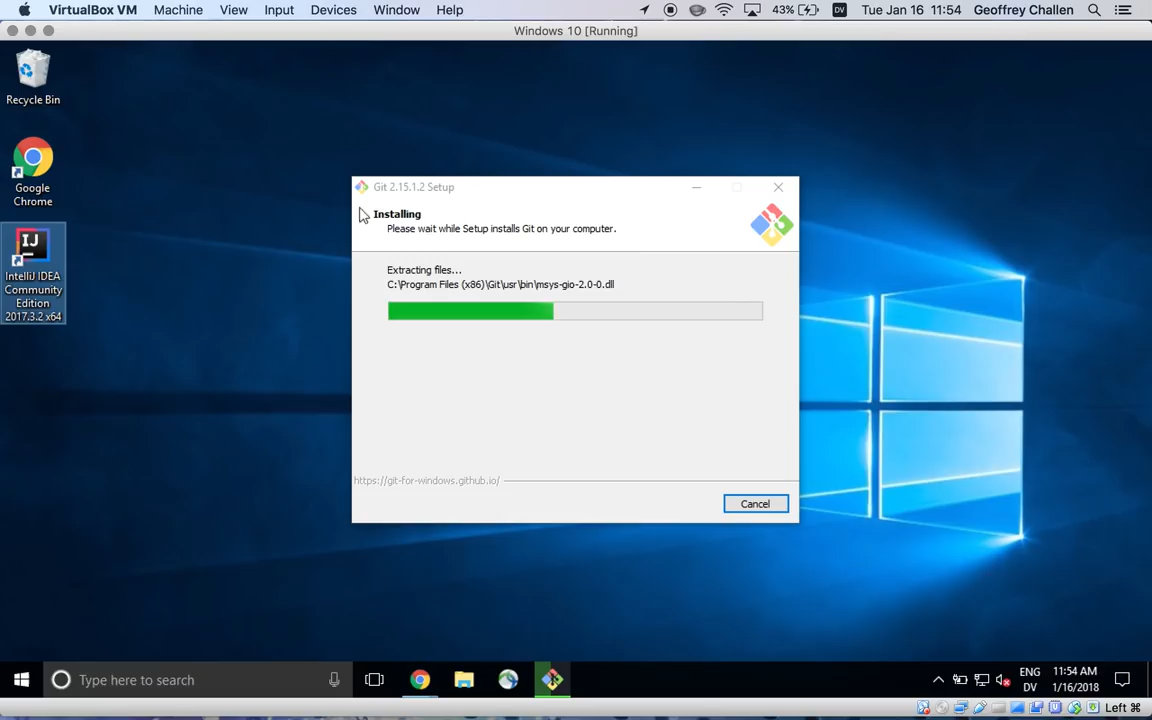 VirtualBox VM Machine View Input Devices Window Help 43% DV Tue Jan 16 11:54 Geoffrey Challen
Windows 10 [Running]
Recycle Bin
Google
Chrome
IJ
IntelliJ IDEA
Community
Edition
2017.3.2 x64
Git 2.15.1.2 Setup
Installing
Please wait while Setup installs Git on your computer.
Extracting files...
C:\Program Files (x86)\Git\usr\bin\msys-gio-2.0-0.dll
https://git-for-windows.github.io/
Cancel
Type here to search
ENG
DV
11:54 AM
1/16/2018
Left ⌘